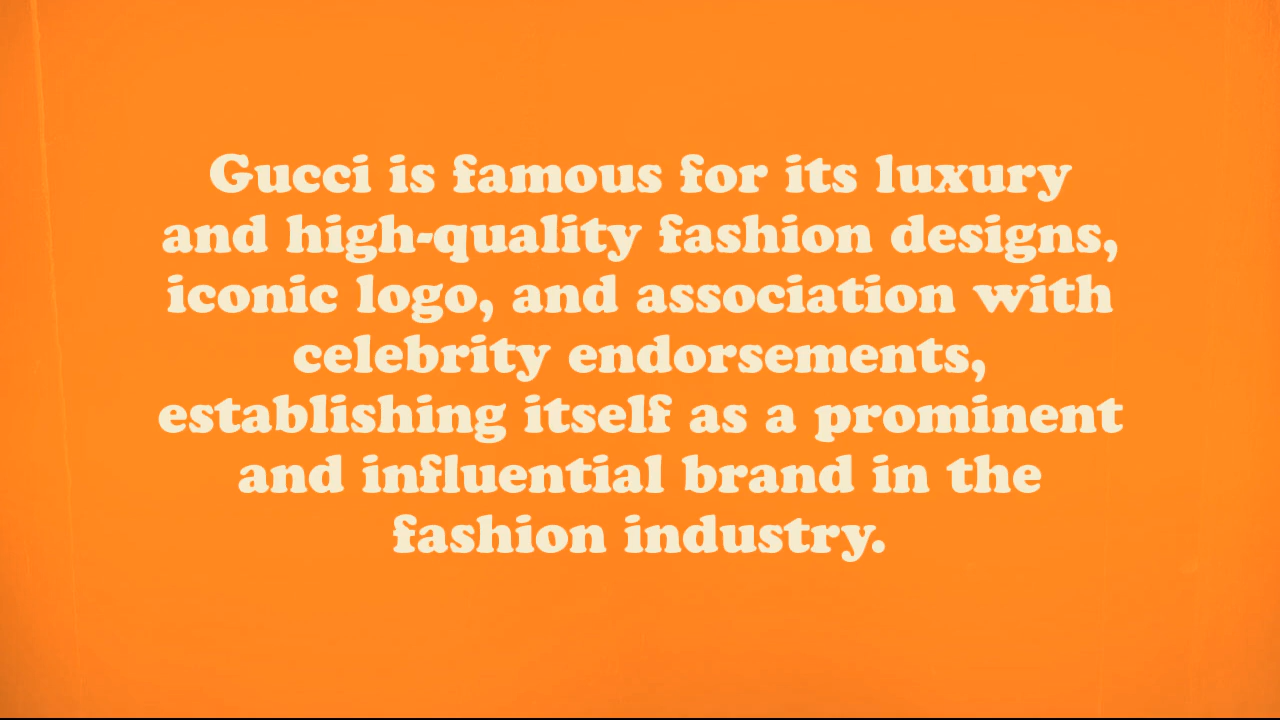 Gucci is famous for its luxury
and high-quality fashion designs,
iconic logo, and association with
celebrity endorsements,
establishing itself as a prominent
and influential brand in the
fashion industry.